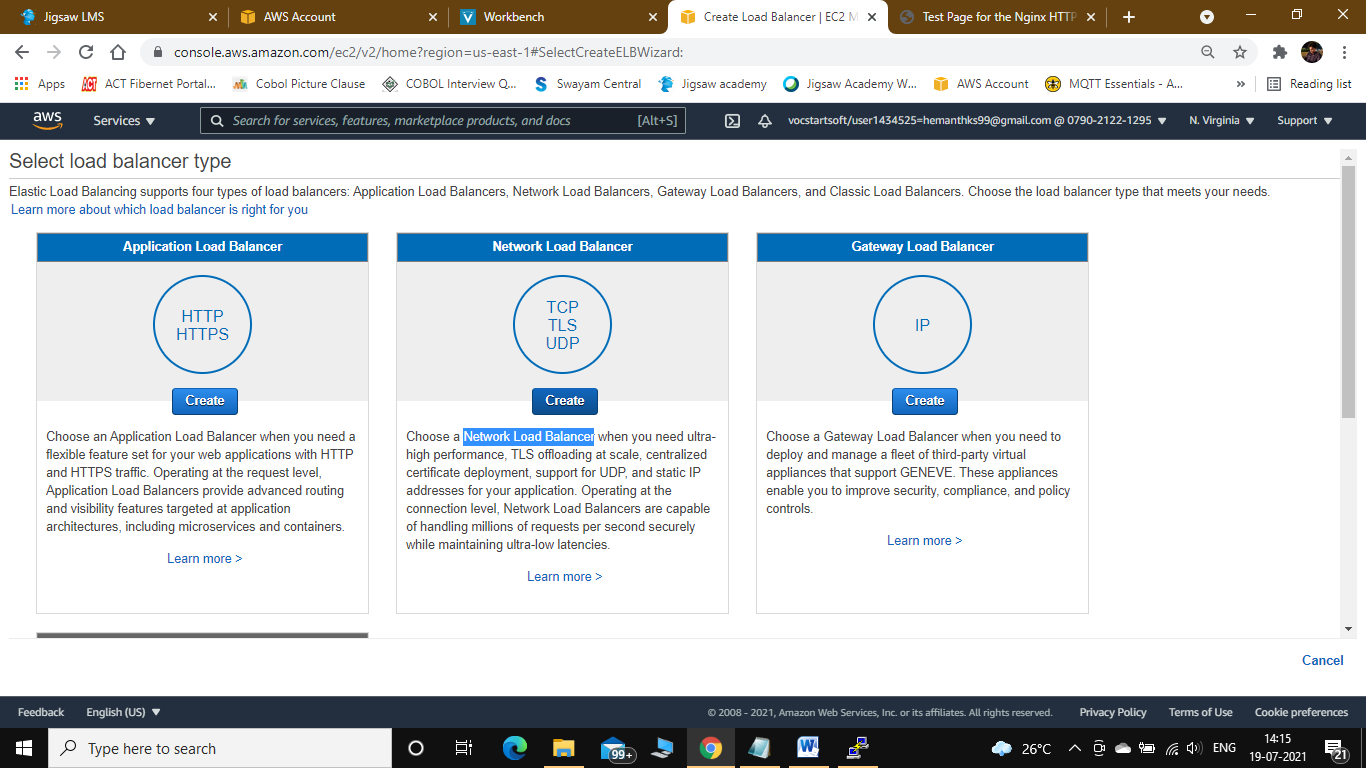 Jigsaw LMS
AWS Account
Workbench
Create Load Balancer | EC2 M
Test Page for the Nginx HTTP
console.aws.amazon.com/ec2/v2/home?region=us-east-1#SelectCreateELBWizard:
Apps
ACT Fibernet Portal...
Cobol Picture Clause
COBOL Interview Q...
Swayam Central
Jigsaw academy
Jigsaw Academy W...
AWS Account
MQTT Essentials - A...
»
Reading list
aws
Services
Search for services, features, marketplace products, and docs
[Alt+S]
vocstartsoft/user1434525=hemanthks99@gmail.com @ 0790-2122-1295
N. Virginia
Support
Select load balancer type
Elastic Load Balancing supports four types of load balancers: Application Load Balancers, Network Load Balancers, Gateway Load Balancers, and Classic Load Balancers. Choose the load balancer type that meets your needs.
Learn more about which load balancer is right for you
Application Load Balancer
HTTP
HTTPS
Create
Choose an Application Load Balancer when you need a
flexible feature set for your web applications with HTTP
and HTTPS traffic. Operating at the request level,
Application Load Balancers provide advanced routing
and visibility features targeted at application
architectures, including microservices and containers.
Learn more >
Network Load Balancer
TCP
TLS
UDP
Create
Choose a Network Load Balancer when you need ultra-
high performance, TLS offloading at scale, centralized
certificate deployment, support for UDP, and static IP
addresses for your application. Operating at the
connection level, Network Load Balancers are capable
of handling millions of requests per second securely
while maintaining ultra-low latencies.
Learn more >
Gateway Load Balancer
IP
Create
Choose a Gateway Load Balancer when you need to
deploy and manage a fleet of third-party virtual
appliances that support GENEVE. These appliances
enable you to improve security, compliance, and policy
controls.
Learn more >
Cancel
Feedback
English (US)
© 2008 - 2021, Amazon Web Services, Inc. or its affiliates. All rights reserved.
Privacy Policy
Terms of Use
Cookie preferences
Type here to search
99+
26°C
ENG
14:15
19-07-2021
21